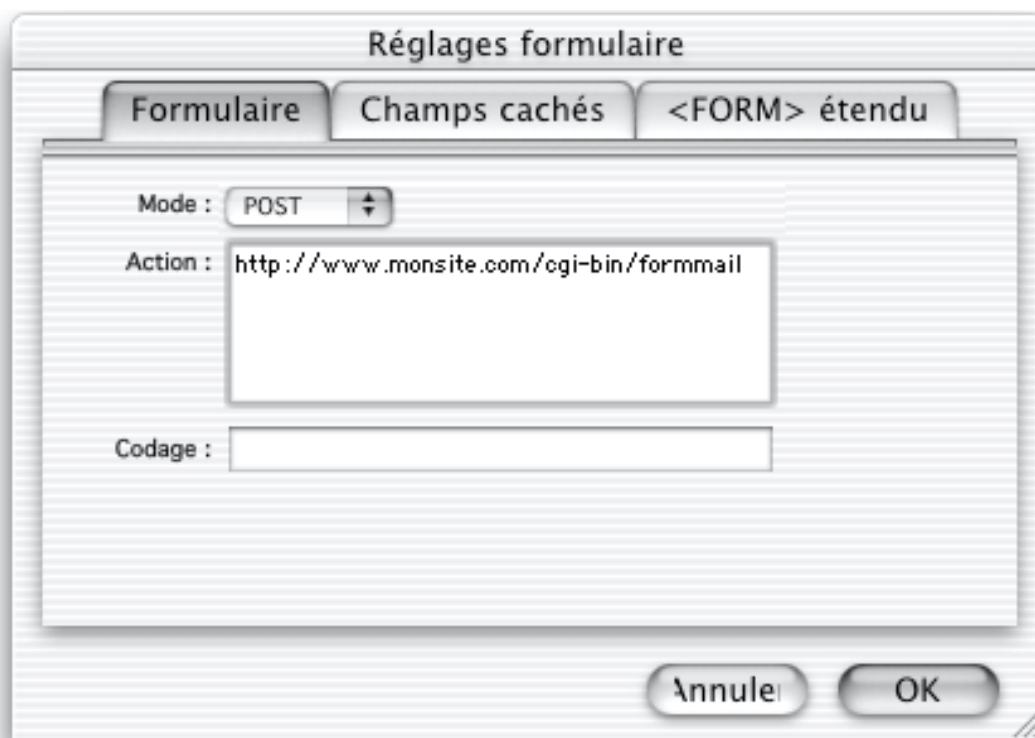 Réglages formulaire
Formulaire Champs cachés <FORM> étendu
Mode : POST
Action : http://www.monsite.com/cgi-bin/formmail
Codage :
Annuler OK